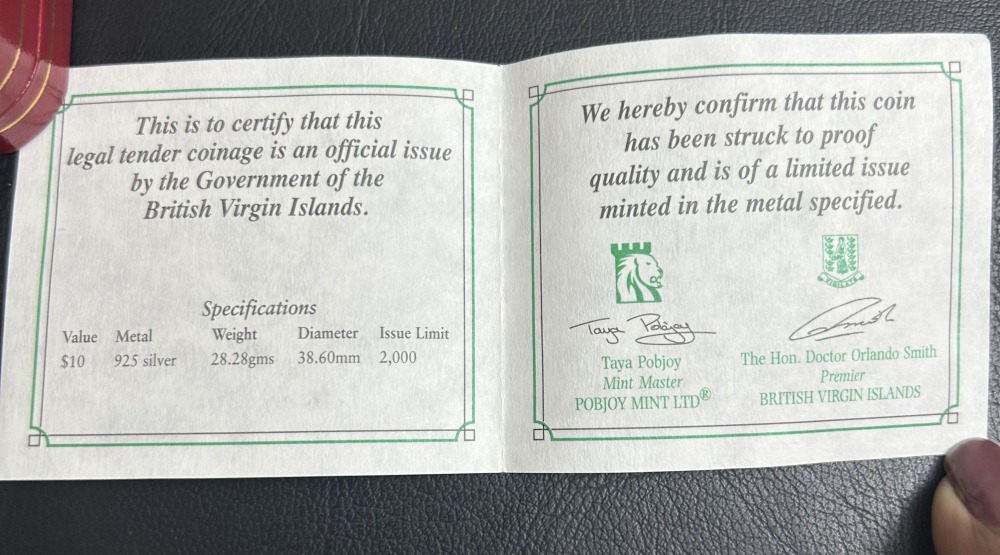 This is to certify that this
legal tender coinage is an official issue
by the Government of the
British Virgin Islands.
Specifications
Value Metal Weight Diameter Issue Limit
$10 925 silver 28.28gms 38.60mm 2,000
We hereby confirm that this coin
has been struck to proof
quality and is of a limited issue
minted in the metal specified.
VIGILATE
Taya Pobjoy
Taya Pobjoy
Mint Master
POBJOY MINT LTD®
The Hon. Doctor Orlando Smith
Premier
BRITISH VIRGIN ISLANDS